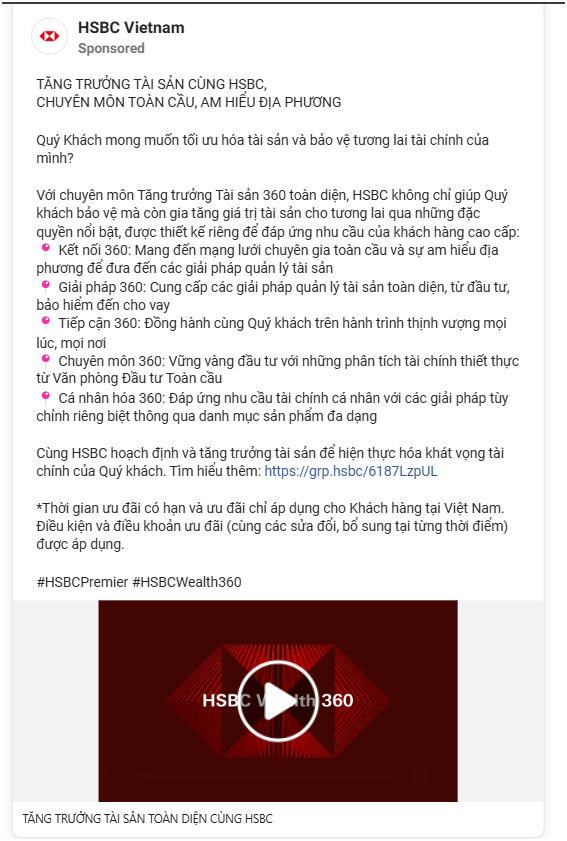 HSBC Vietnam
Sponsored
TĂNG TRƯỞNG TÀI SẢN CÙNG HSBC,
CHUYÊN MÔN TOÀN CẦU, AM HIỂU ĐỊA PHƯƠNG
Quý Khách mong muốn tối ưu hóa tài sản và bảo vệ tương lai tài chính của
mình?
Với chuyên môn Tăng trưởng Tài sản 360 toàn diện, HSBC không chỉ giúp Quý
khách bảo vệ mà còn gia tăng giá trị tài sản cho tương lai qua những đặc
quyền nổi bật, được thiết kế riêng để đáp ứng nhu cầu của khách hàng cao cấp:
📍 Kết nối 360: Mang đến mạng lưới chuyên gia toàn cầu và sự am hiểu địa
phương để đưa đến các giải pháp quản lý tài sản
📍 Giải pháp 360: Cung cấp các giải pháp quản lý tài sản toàn diện, từ đầu tư,
bảo hiểm đến cho vay
📍 Tiếp cận 360: Đồng hành cùng Quý khách trên hành trình thịnh vượng mọi
lúc, mọi nơi
📍 Chuyên môn 360: Vững vàng đầu tư với những phân tích tài chính thiết thực
từ Văn phòng Đầu tư Toàn cầu
📍 Cá nhân hóa 360: Đáp ứng nhu cầu tài chính cá nhân với các giải pháp tùy
chỉnh riêng biệt thông qua danh mục sản phẩm đa dạng
Cùng HSBC hoạch định và tăng trưởng tài sản để hiện thực hóa khát vọng tài
chính của Quý khách. Tìm hiểu thêm: https://grp.hsbc/6187LzpUL
*Thời gian ưu đãi có hạn và ưu đãi chỉ áp dụng cho Khách hàng tại Việt Nam.
Điều kiện và điều khoản ưu đãi (cùng các sửa đổi, bổ sung tại từng thời điểm)
được áp dụng.
#HSBCPremier #HSBCWealth360
HSBC Wealth 360
TĂNG TRƯỞNG TÀI SẢN TOÀN DIỆN CÙNG HSBC